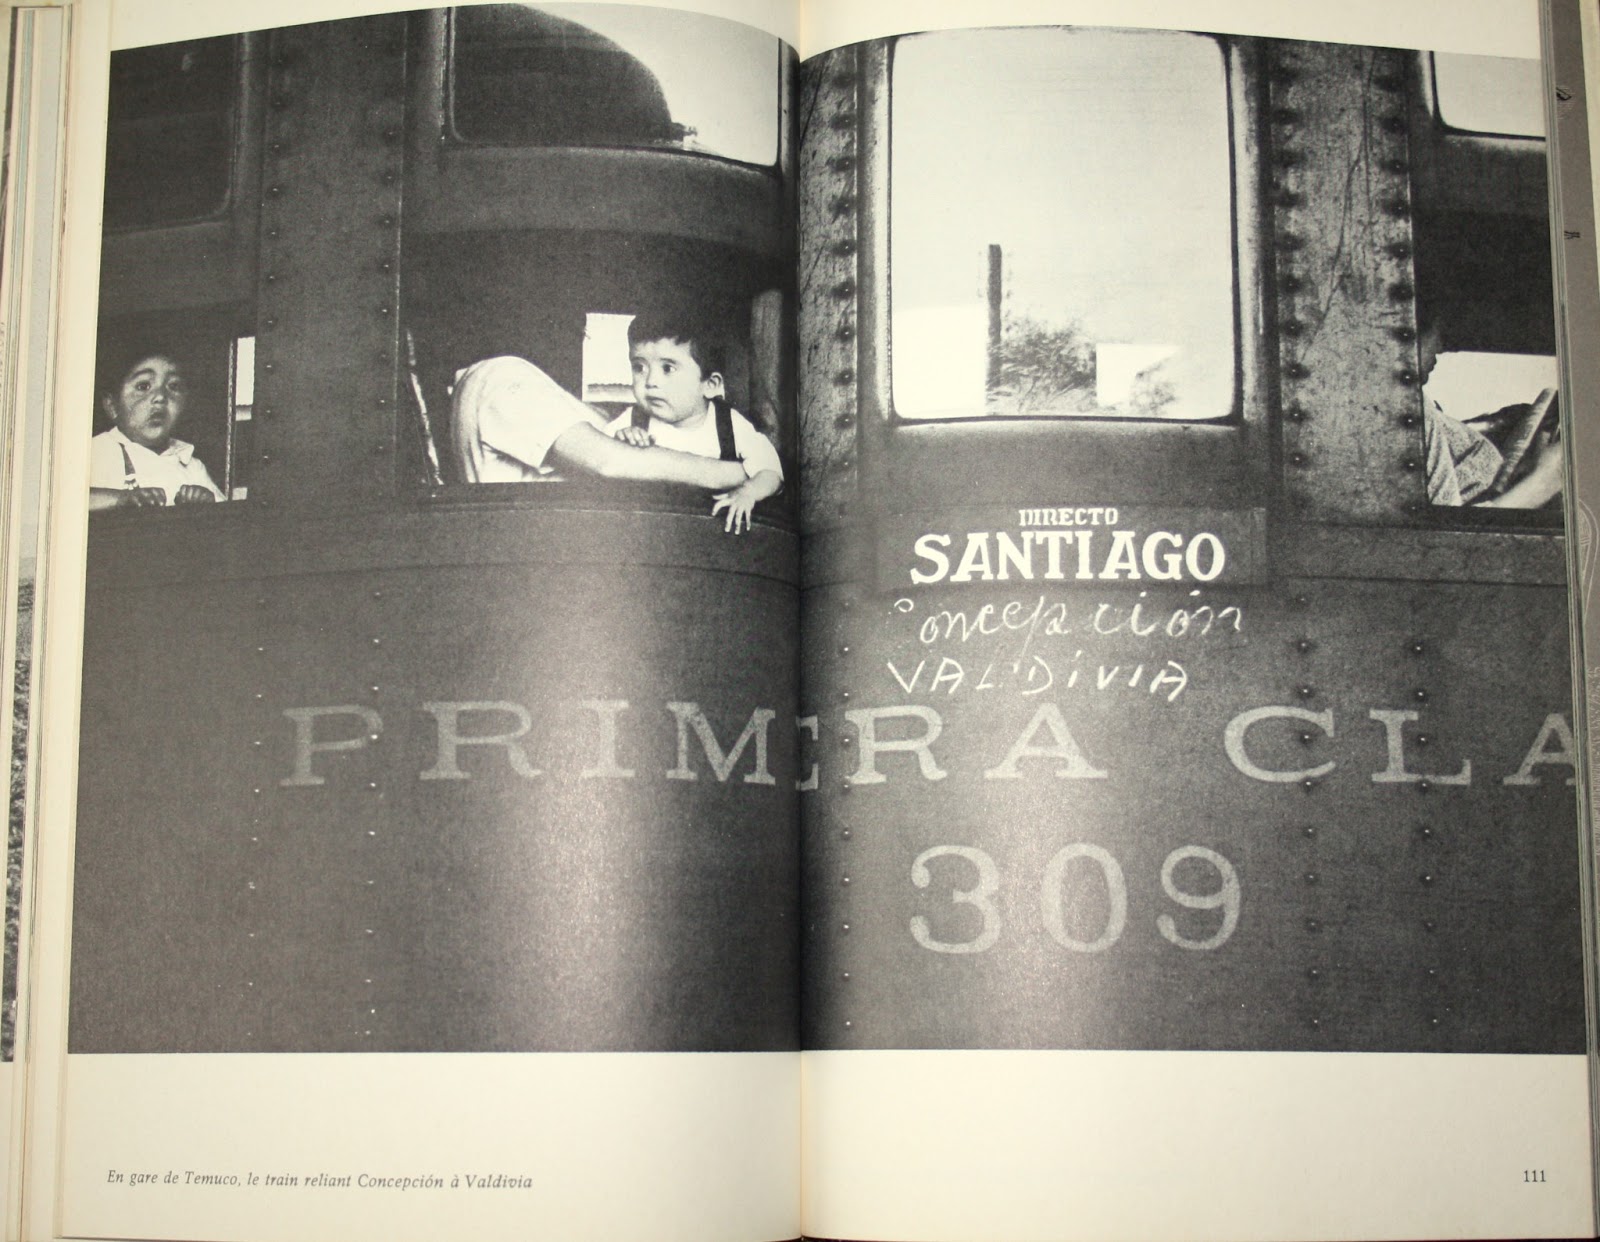 DIRECTO
SANTIAGO
Concepción
VALDIVIA
PRIMERA CLA
309
En gare de Temuco, le train reliant Concepción à Valdivia
111